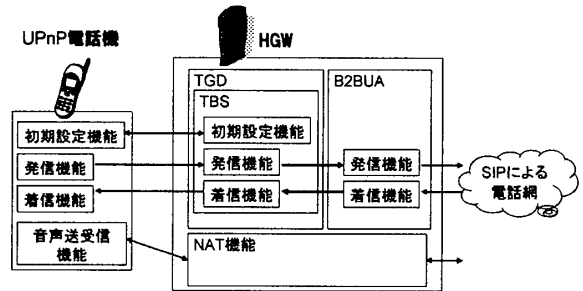 UPnP電話機
HGW
TGD
B2BUA
TBS
初期設定機能
初期設定機能
発信機能
発信機能
発信機能
着信機能
着信機能
着信機能
SIPによる
電話網
音声送受信
機能
NAT機能